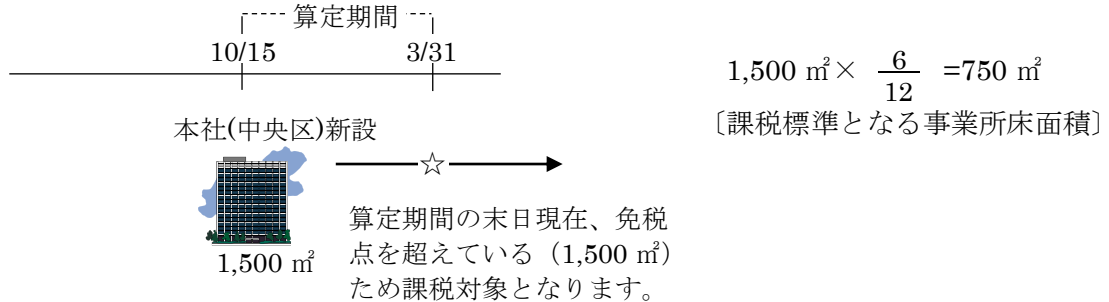 算定期間
10/15 3/31
1,500 ㎡× 6/12 =750 ㎡
〔課税標準となる事業所床面積〕
本社(中央区)新設
☆
1,500 ㎡
算定期間の末日現在、免税
点を超えている（1,500 ㎡）
ため課税対象となります。